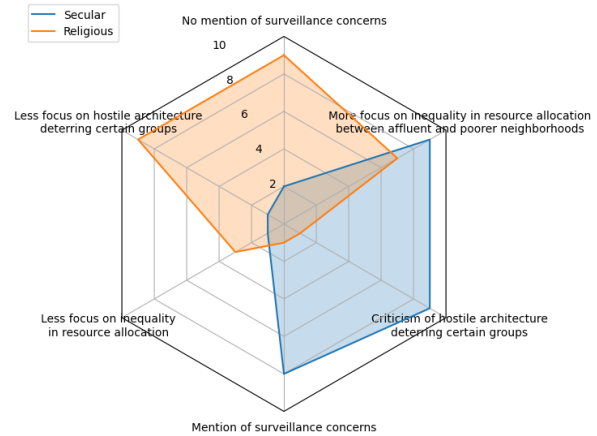 Secular
Religious
No mention of surveillance concerns
10
8
6
4
2
Less focus on hostile architecture
deterring certain groups
More focus on inequality in resource allocation
between affluent and poorer neighborhoods
Less focus on inequality
in resource allocation
Criticism of hostile architecture
deterring certain groups
Mention of surveillance concerns